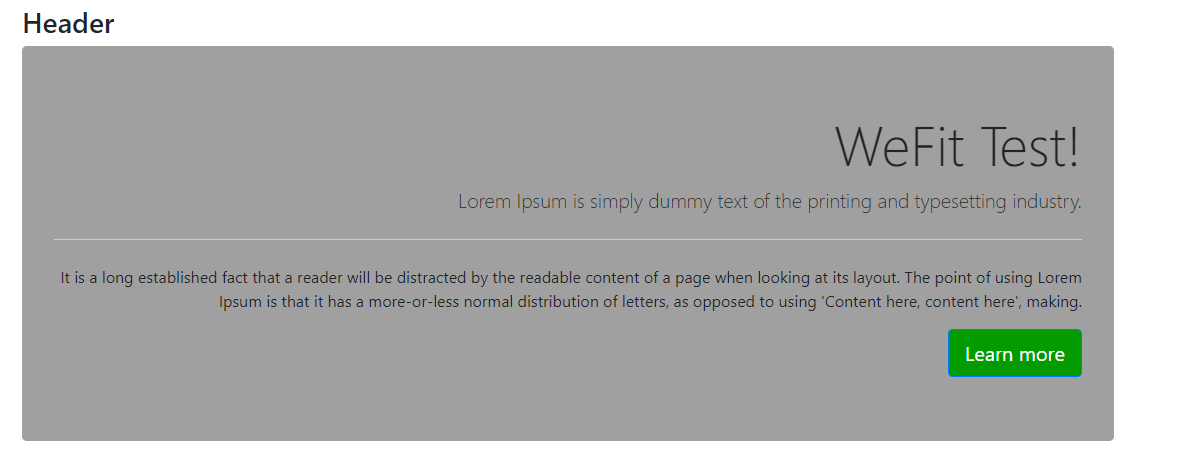 Header
WeFit Test!
Lorem Ipsum is simply dummy text of the printing and typesetting industry.
It is a long established fact that a reader will be distracted by the readable content of a page when looking at its layout. The point of using Lorem
Ipsum is that it has a more-or-less normal distribution of letters, as opposed to using 'Content here, content here', making.
Learn more